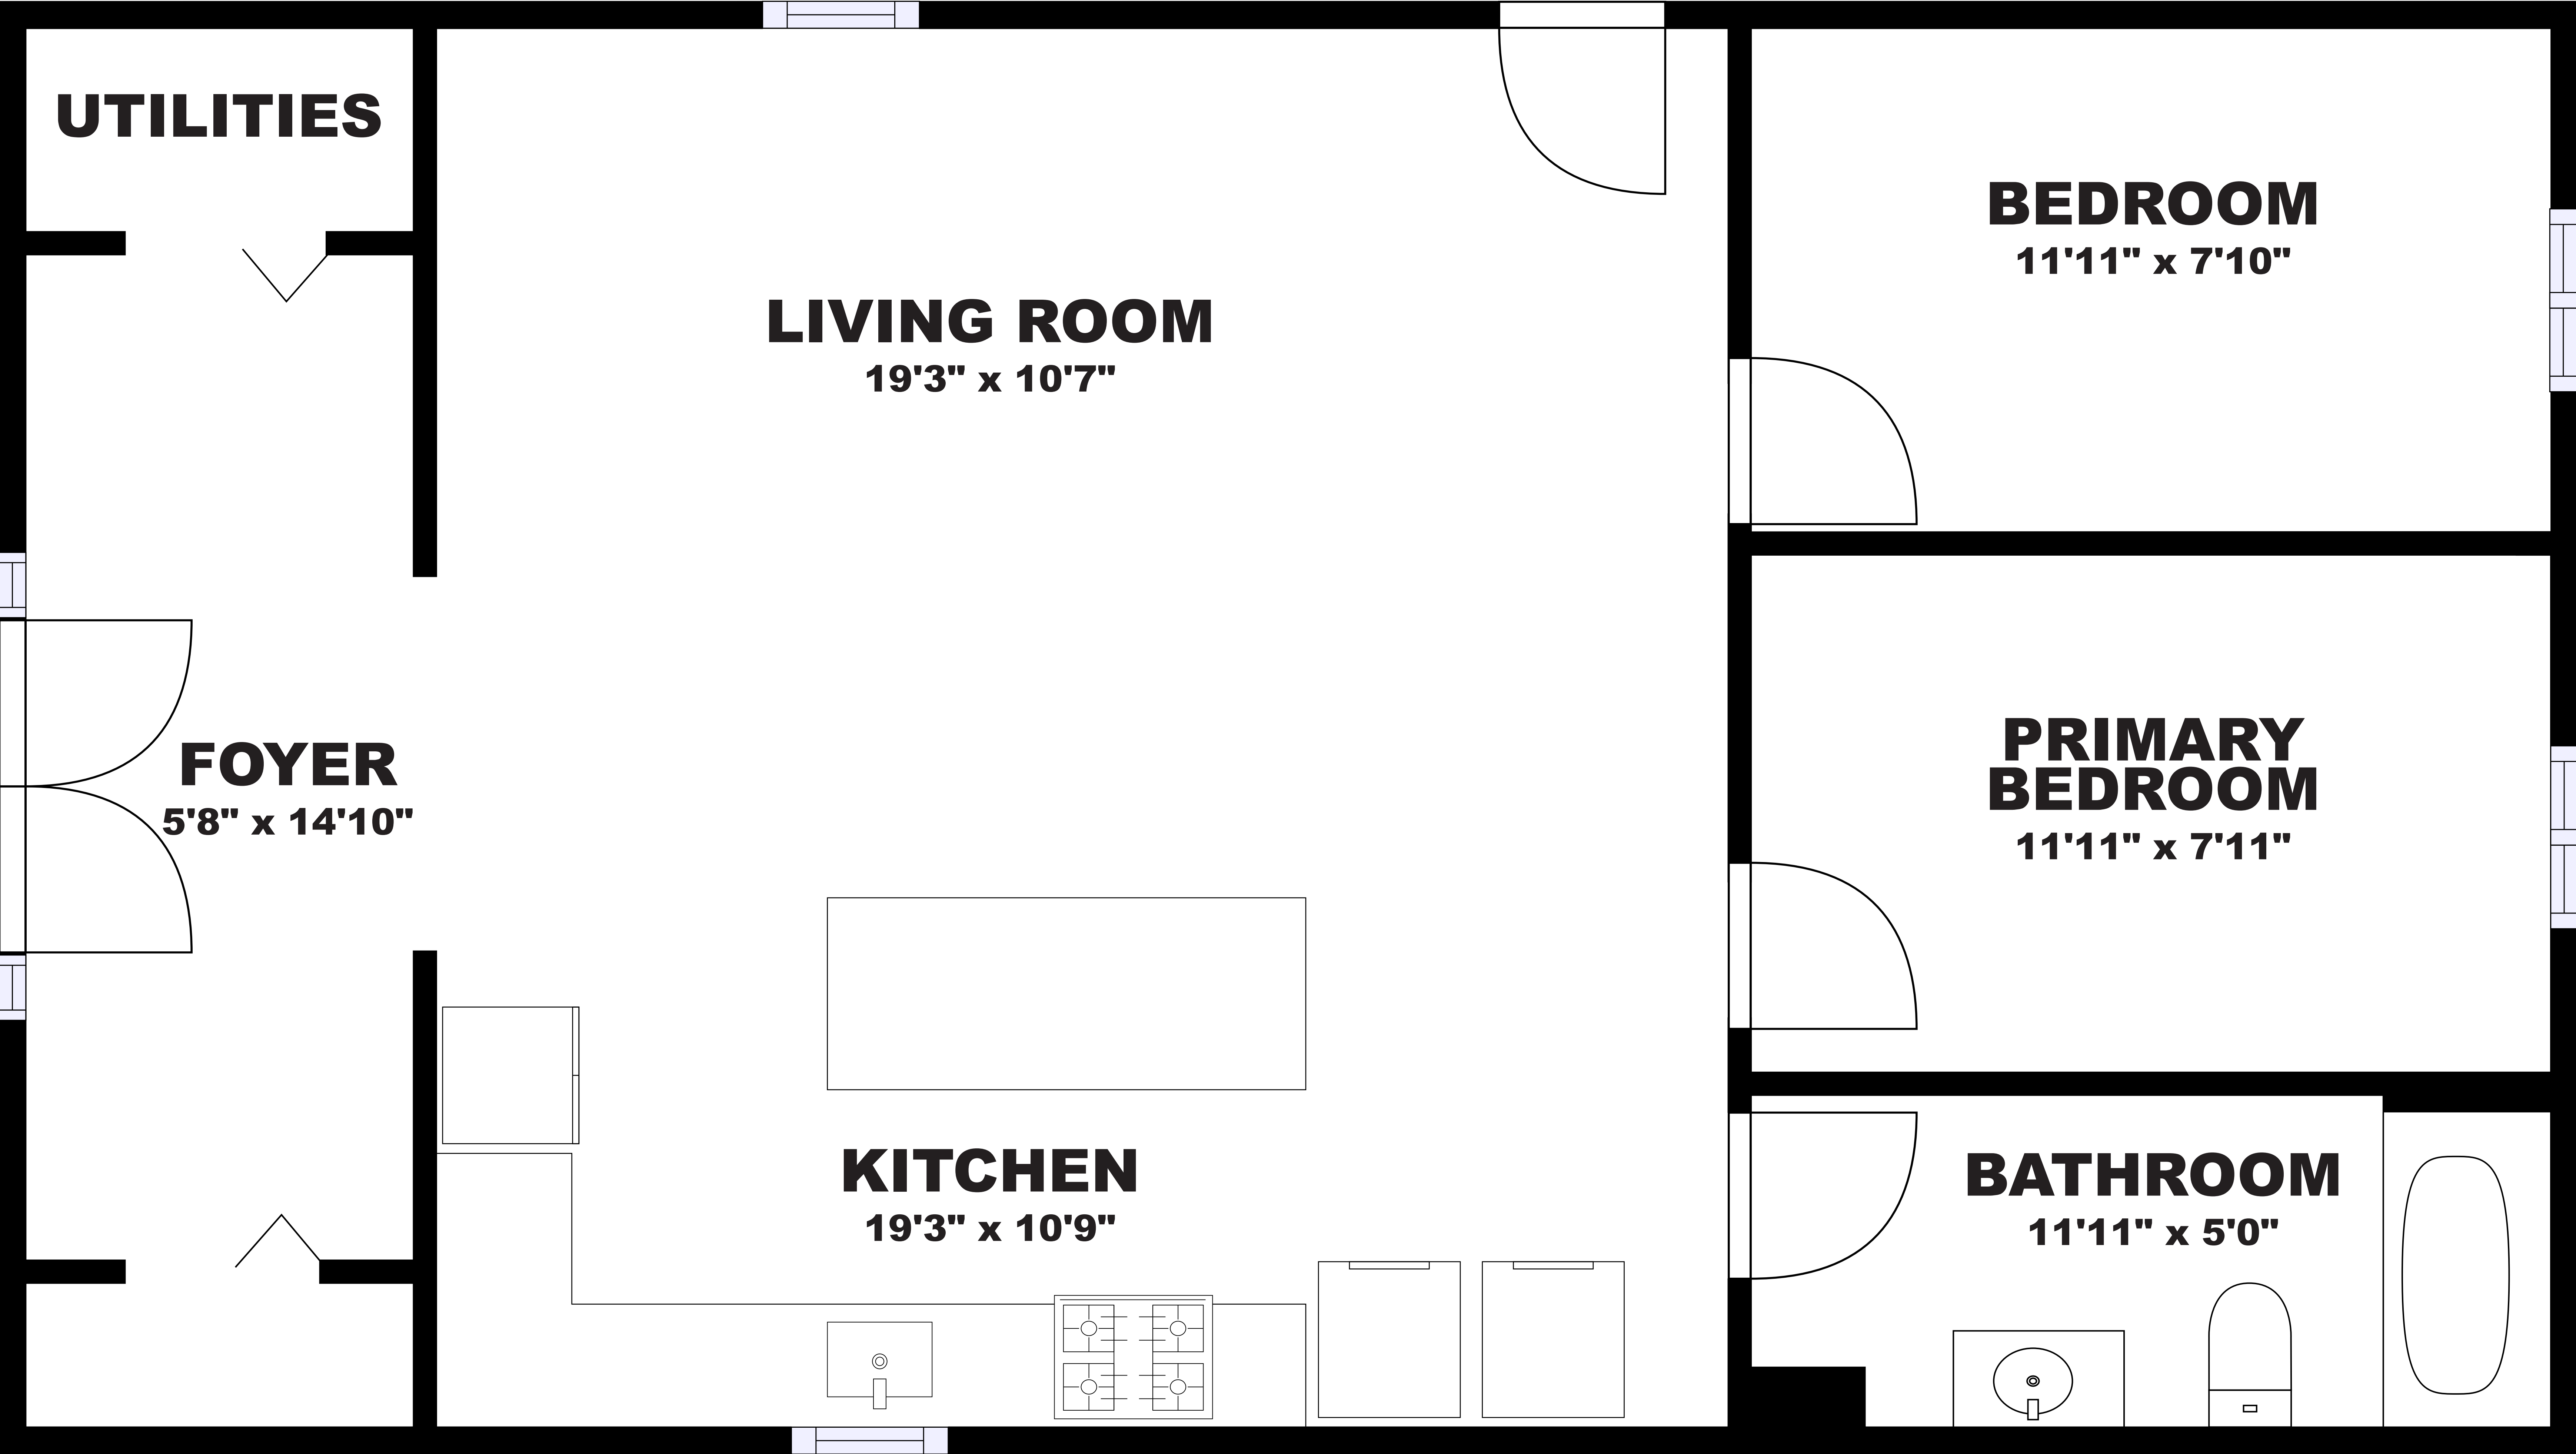 UTILITIES
LIVING ROOM
19'3" x 10'7"
BEDROOM
11'11" x 7'10"
FOYER
5'8" x 14'10"
PRIMARY
BEDROOM
11'11" x 7'11"
KITCHEN
19'3" x 10'9"
BATHROOM
11'11" x 5'0"